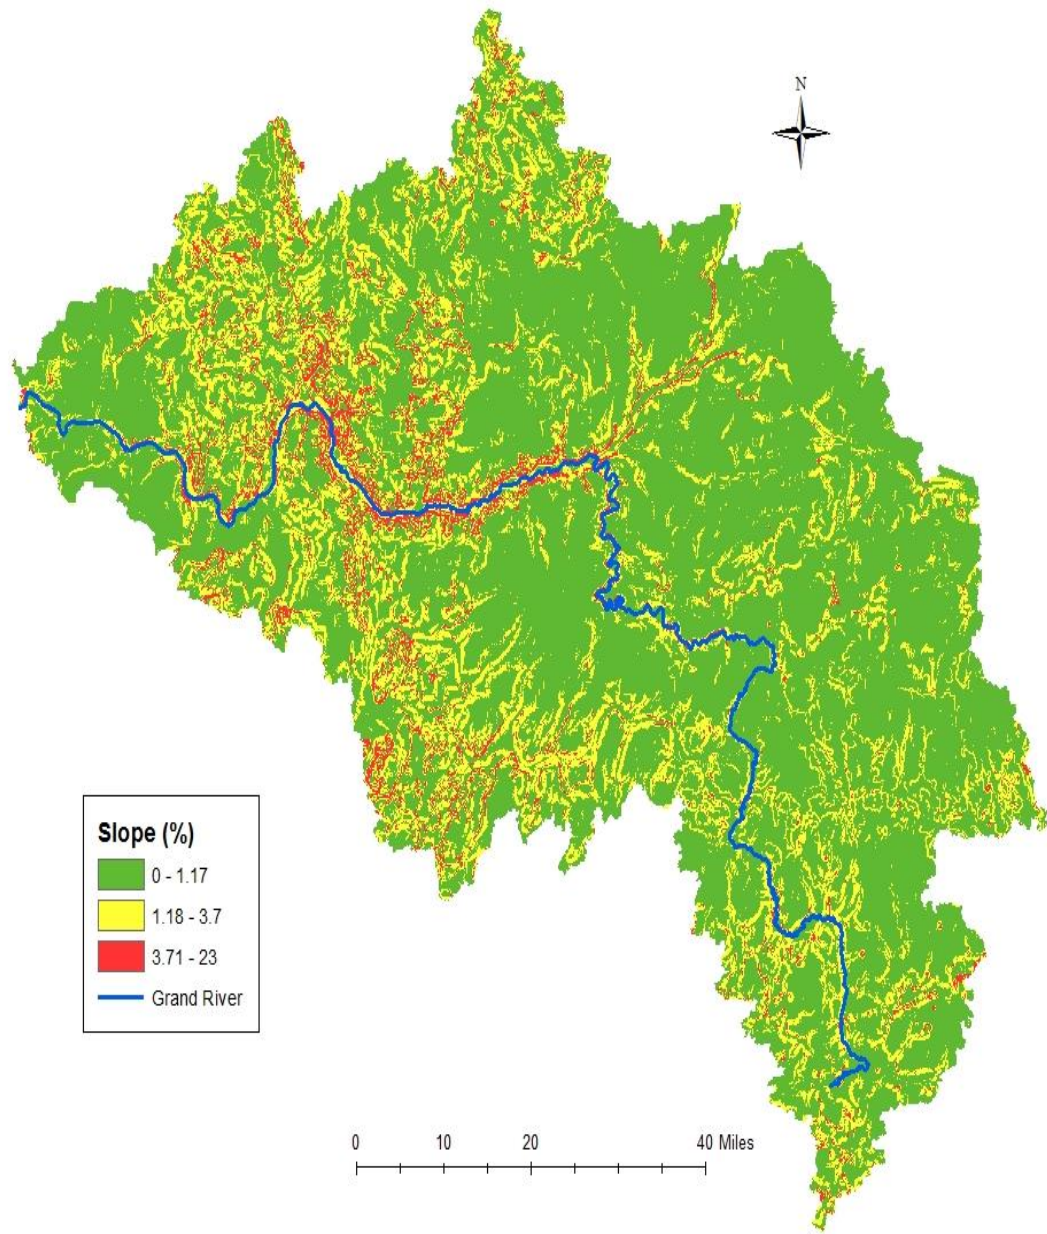 N
Slope (%)
0 - 1.17
1.18 - 3.7
3.71 - 23
Grand River
0 10 20 40 Miles